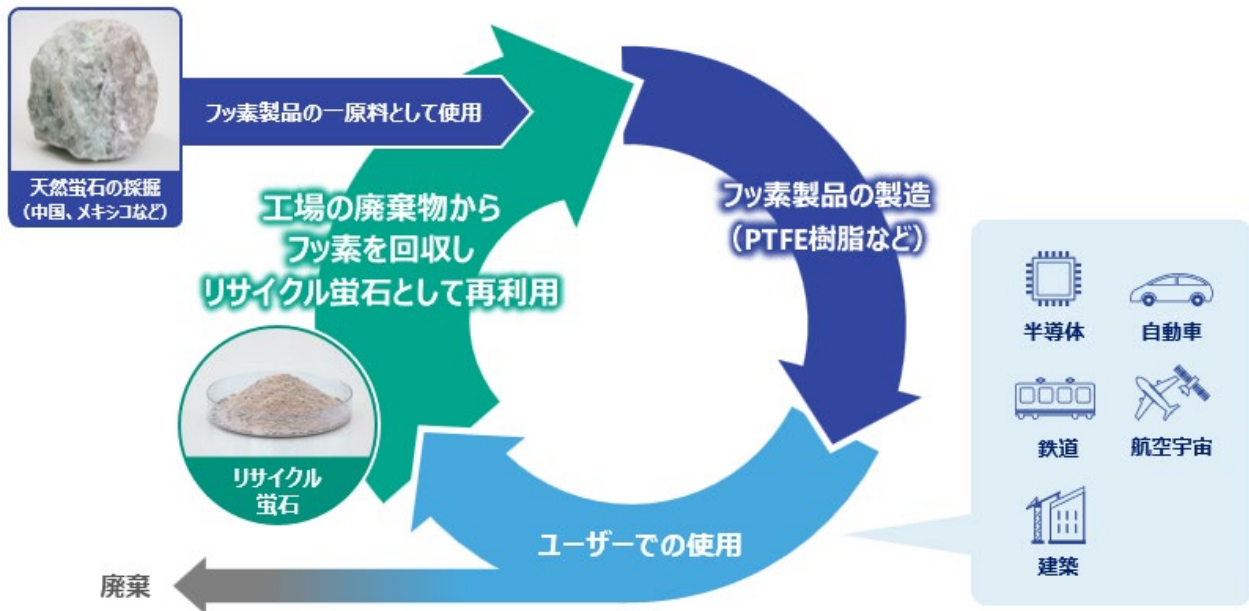 天然蛍石の採掘
（中国、メキシコなど）
フッ素製品の一原料として使用
工場の廃棄物から
フッ素を回収し
リサイクル蛍石として再利用
リサイクル
蛍石
フッ素製品の製造
（PTFE樹脂など）
ユーザーでの使用
半導体
自動車
鉄道
航空宇宙
建築
廃棄